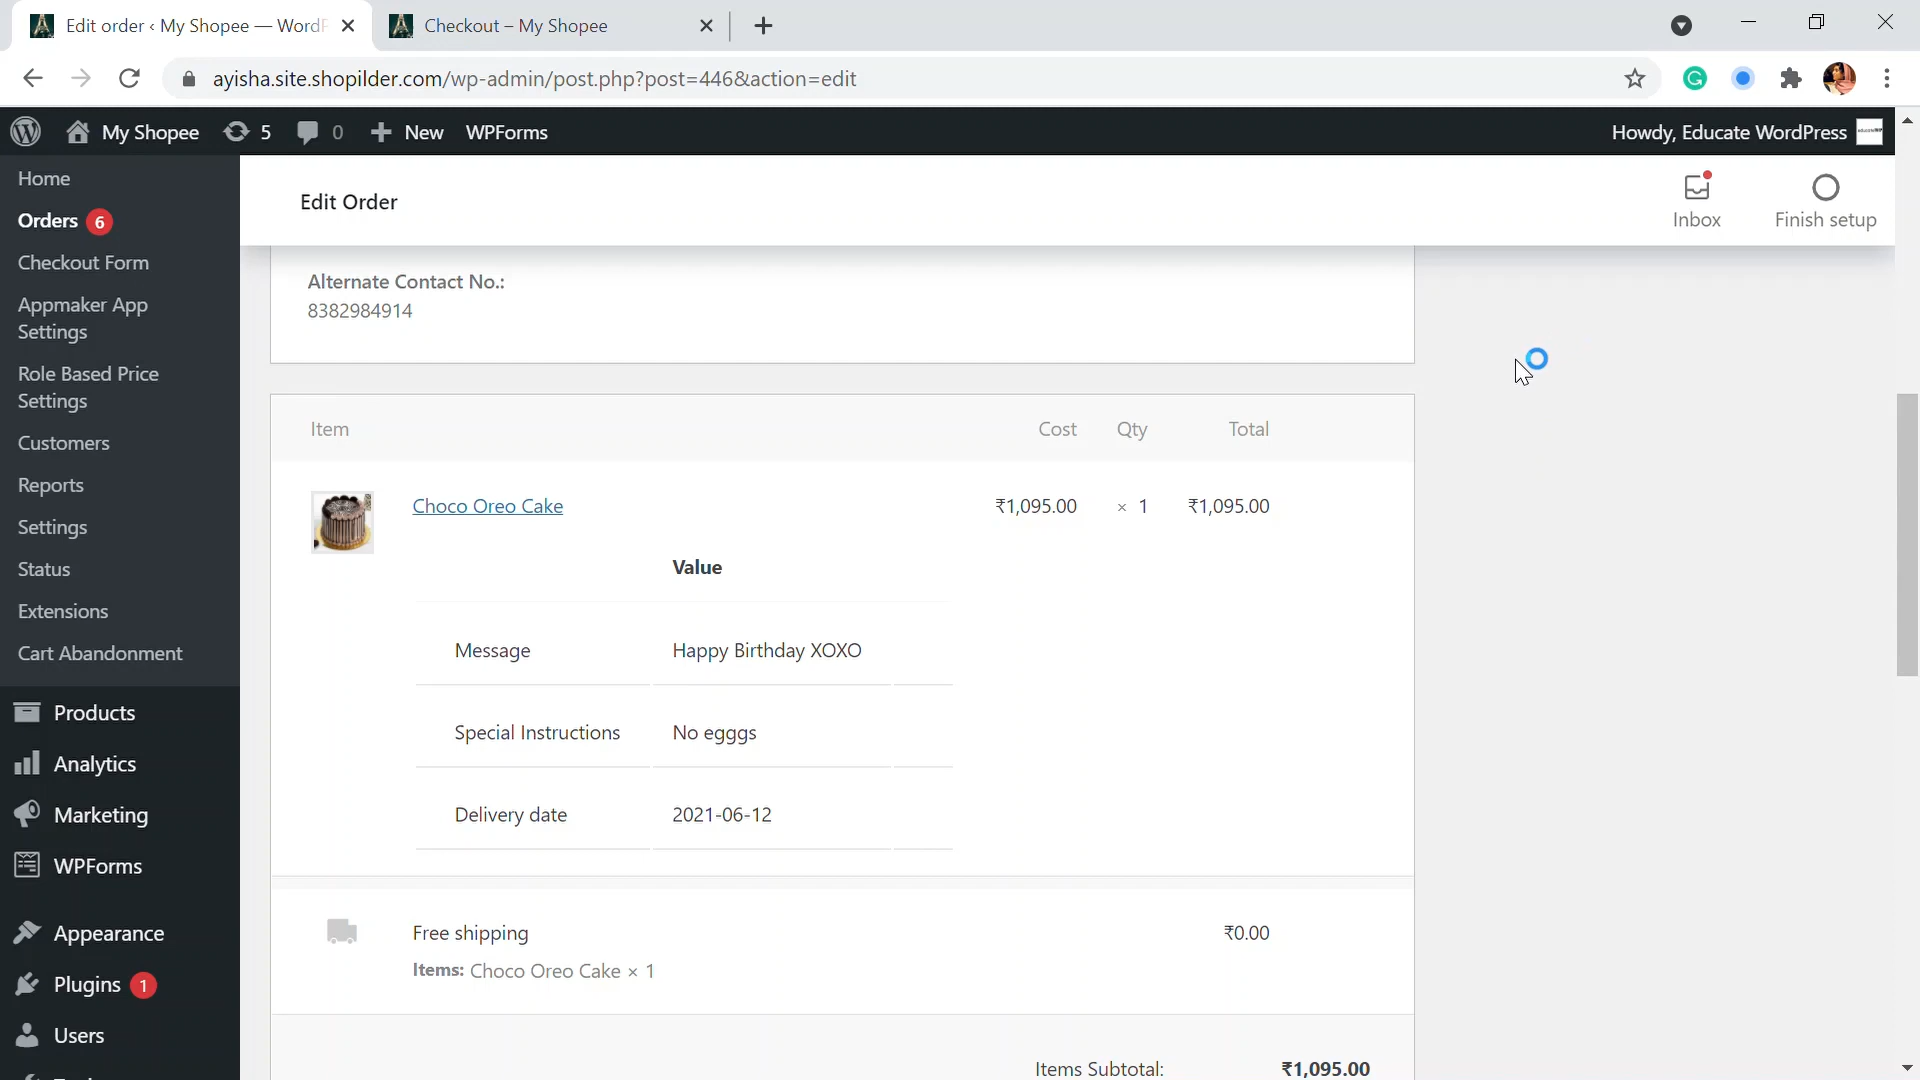 Edit order ‹ My Shopee — WordP
Checkout – My Shopee
ayisha.site.shopilder.com/wp-admin/post.php?post=446&action=edit
My Shopee
5
0
New
WPForms
Howdy, Educate WordPress
Home
Orders 6
Checkout Form
Appmaker App
Settings
Role Based Price
Settings
Customers
Reports
Settings
Status
Extensions
Cart Abandonment
Products
Analytics
Marketing
WPForms
Appearance
Plugins 1
Users
Edit Order
Inbox
Finish setup
Alternate Contact No.:
8382984914
Item Cost Qty Total
Choco Oreo Cake ₹1,095.00 × 1 ₹1,095.00
Value
Message Happy Birthday XOXO
Special Instructions No egggs
Delivery date 2021-06-12
Free shipping ₹0.00
Items: Choco Oreo Cake × 1
Items Subtotal: ₹1,095.00